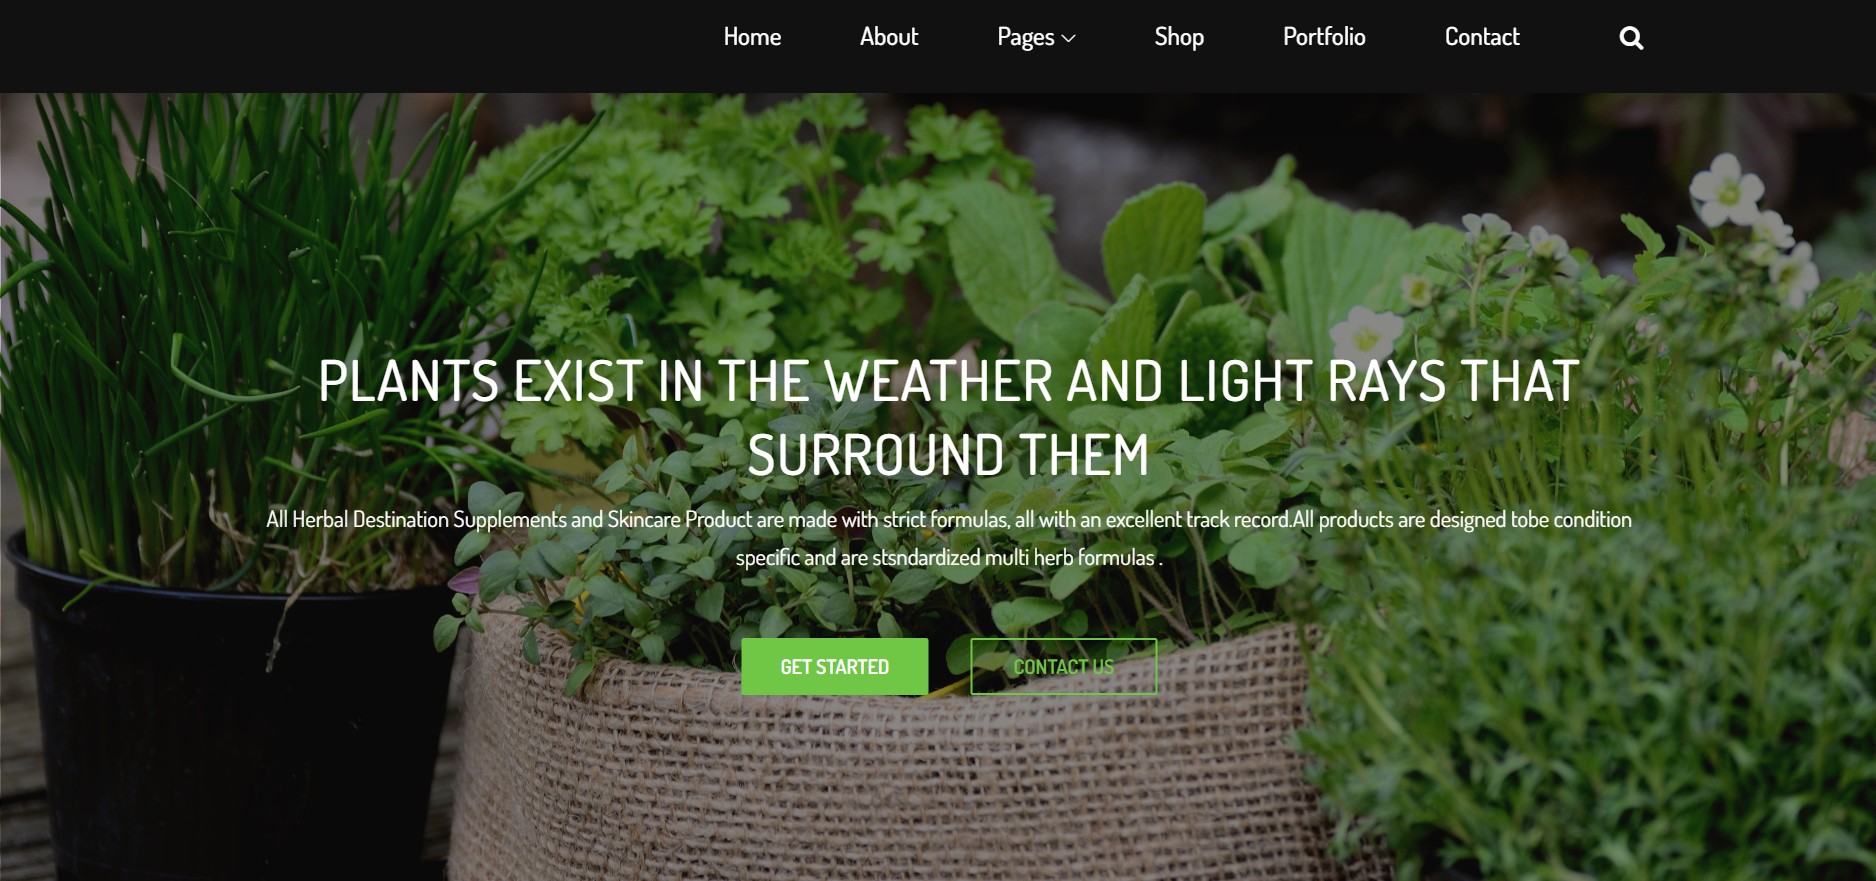 Home About Pages Shop Portfolio Contact
PLANTS EXIST IN THE WEATHER AND LIGHT RAYS THAT
SURROUND THEM
All Herbal Destination Supplements and Skincare Product are made with strict formulas, all with an excellent track record.All products are designed tobe condition
specific and are stsndardized multi herb formulas .
GET STARTED CONTACT US